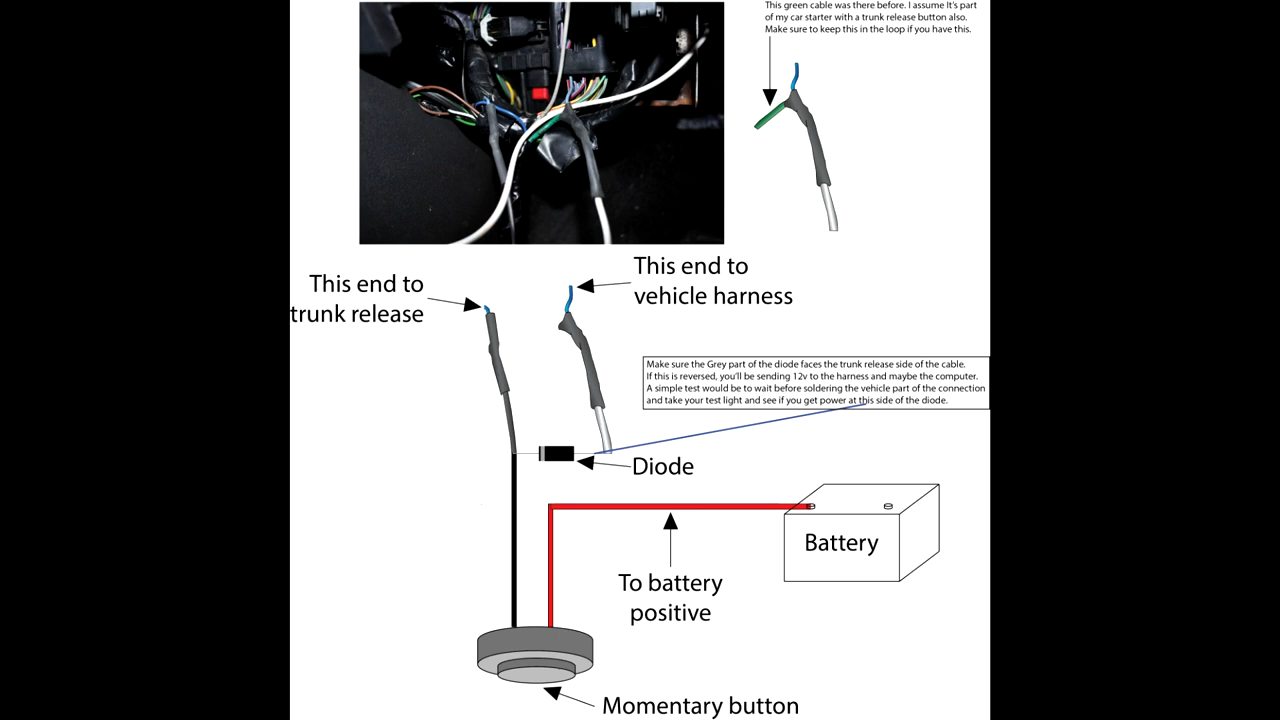 This green cable was there before. I assume It's part
of my car starter with a trunk release button also.
Make sure to keep this in the loop if you have this.
This end to
vehicle harness
This end to
trunk release
Make sure the Grey part of the diode faces the trunk release side of the cable.
If this is reversed, you'll be sending 12v to the harness and maybe the computer.
A simple test would be to wait before soldering the vehicle part of the connection
and take your test light and see if you get power at this side of the diode.
Diode
Battery
To battery
positive
Momentary button